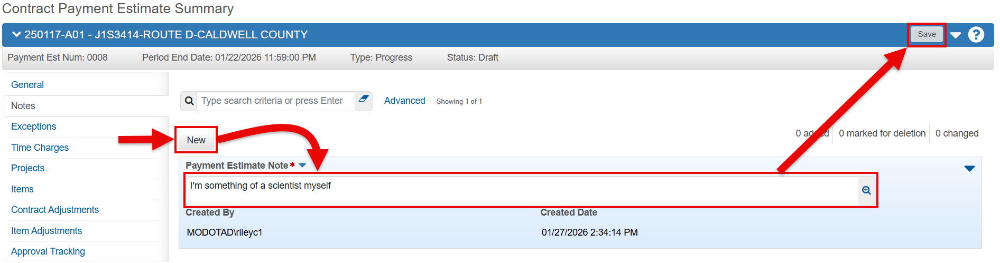 Contract Payment Estimate Summary
250117-A01 - J1S3414-ROUTE D-CALDWELL COUNTY
Save
?
Payment Est Num: 0008 Period End Date: 01/22/2026 11:59:00 PM Type: Progress Status: Draft
General
Notes
Exceptions
Time Charges
Projects
Items
Contract Adjustments
Item Adjustments
Approval Tracking
Type search criteria or press Enter Advanced Showing 1 of 1
New
0 added 0 marked for deletion 0 changed
Payment Estimate Note*
I'm something of a scientist myself
Created By Created Date
MODOTAD\rileyc1 01/27/2026 2:34:14 PM